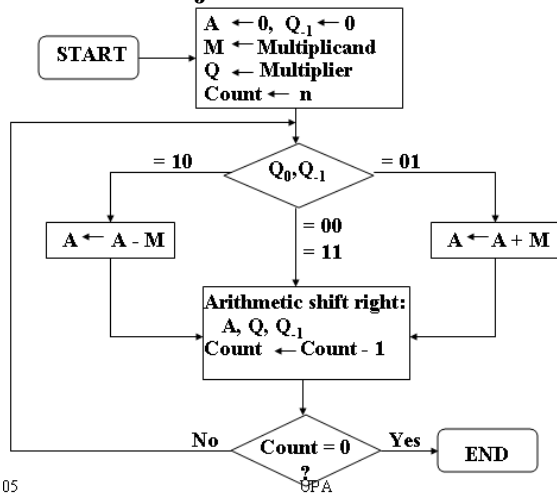 START
A ← 0, Q-1 ← 0
M ← Multiplicand
Q ← Multiplier
Count ← n
= 10
Q0,Q-1
= 01
A ← A - M
= 00
= 11
A ← A + M
Arithmetic shift right:
A, Q, Q-1
Count ← Count - 1
No
Count = 0
?
Yes
END
05
UPA